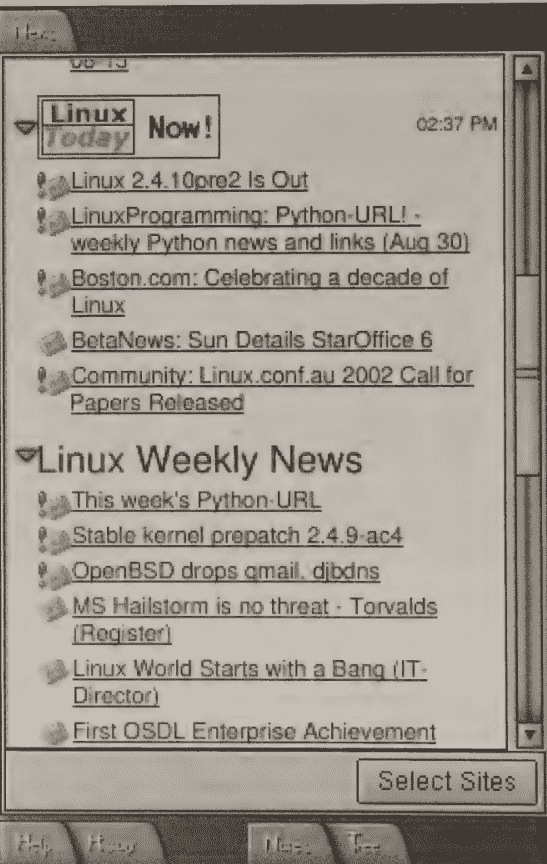 08-15
Linux
Today Now!
02:37 PM
Linux 2.4.10pre2 Is Out
LinuxProgramming: Python-URL! -
weekly Python news and links (Aug 30)
Boston.com: Celebrating a decade of
Linux
BetaNews: Sun Details StarOffice 6
Community: Linux.conf.au 2002 Call for
Papers Released
Linux Weekly News
This week's Python-URL
Stable kernel prepatch 2.4.9-ac4
OpenBSD drops qmail, djbdns
MS Hailstorm is no threat - Torvalds
(Register)
Linux World Starts with a Bang (IT-
Director)
First OSDL Enterprise Achievement
Select Sites
Help